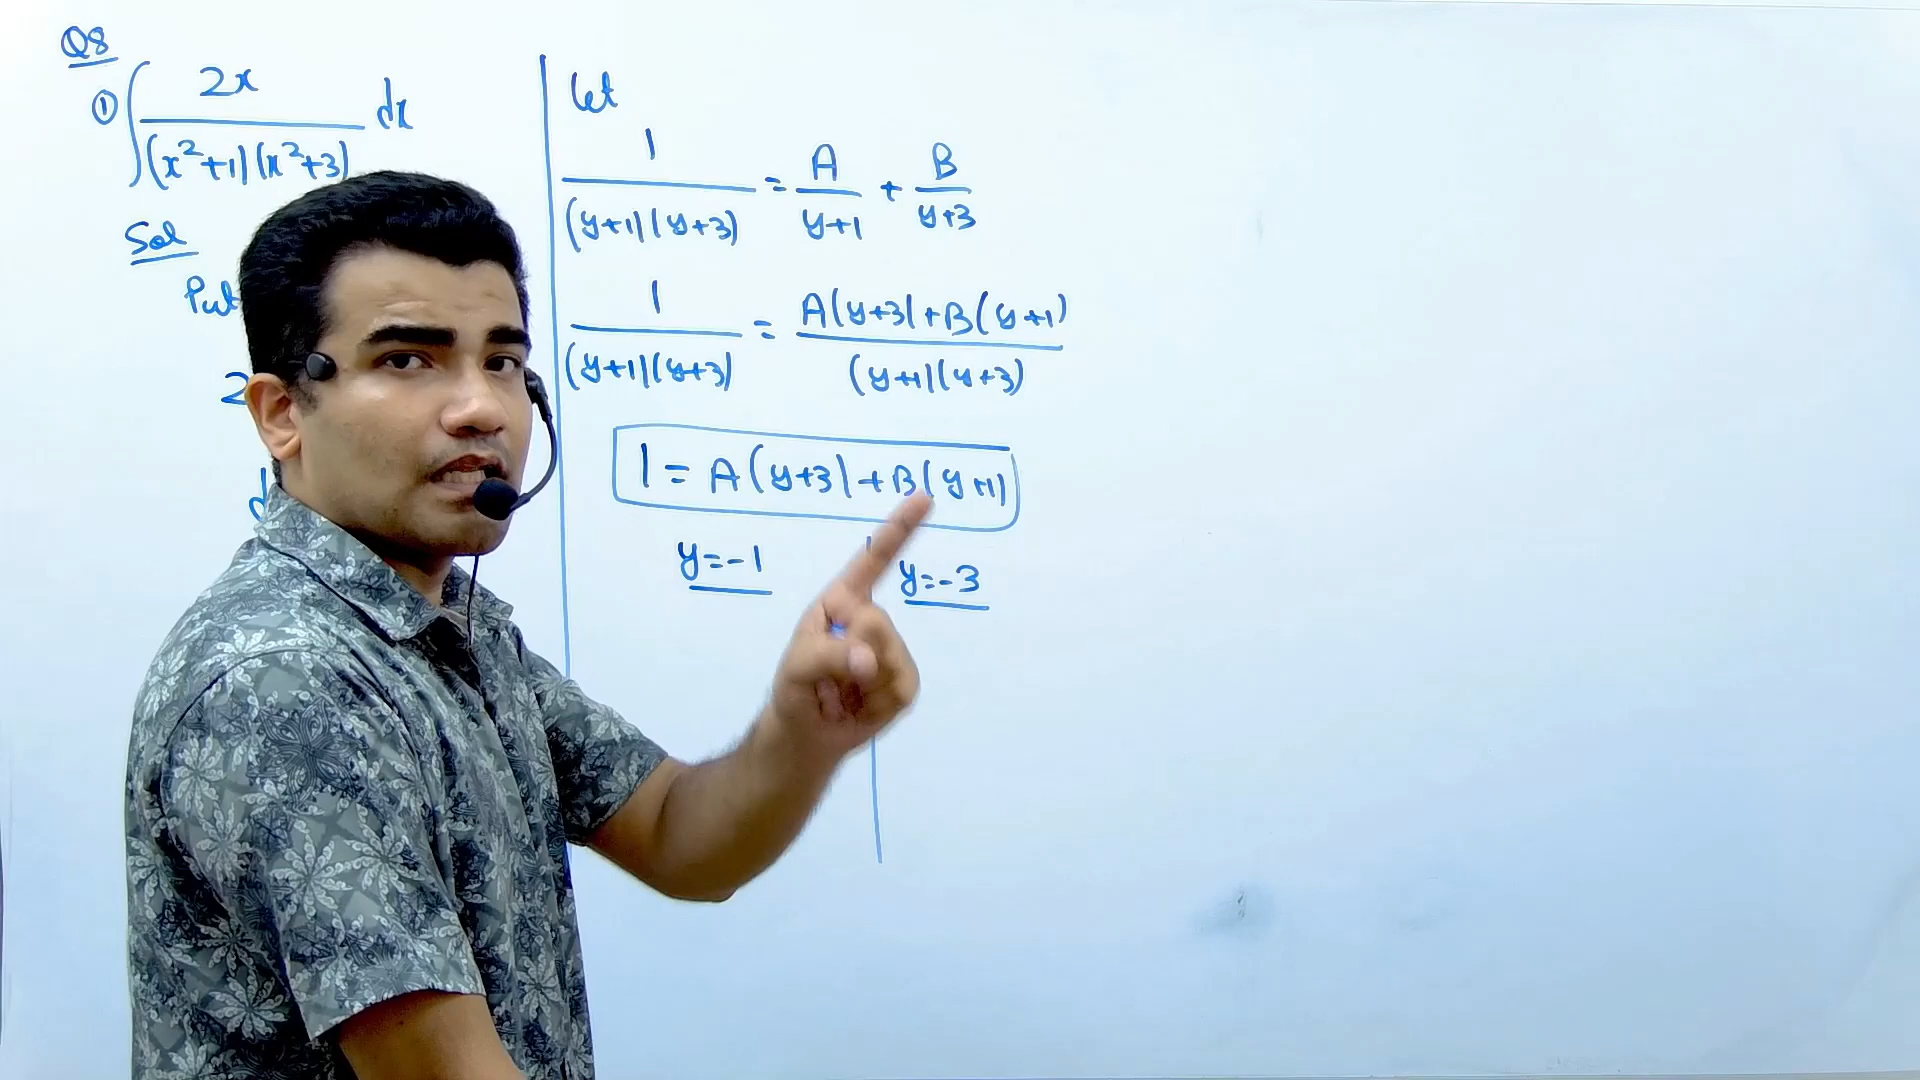 Q8
① ∫ 2x / (x²+1)(x²+3) dx
Sol
Put
2
d
let
1 / (y+1)(y+3) = A / y+1 + B / y+3
1 / (y+1)(y+3) = A(y+3)+B(y+1) / (y+1)(y+3)
1 = A(y+3)+B(y+1)
y=-1
y=-3